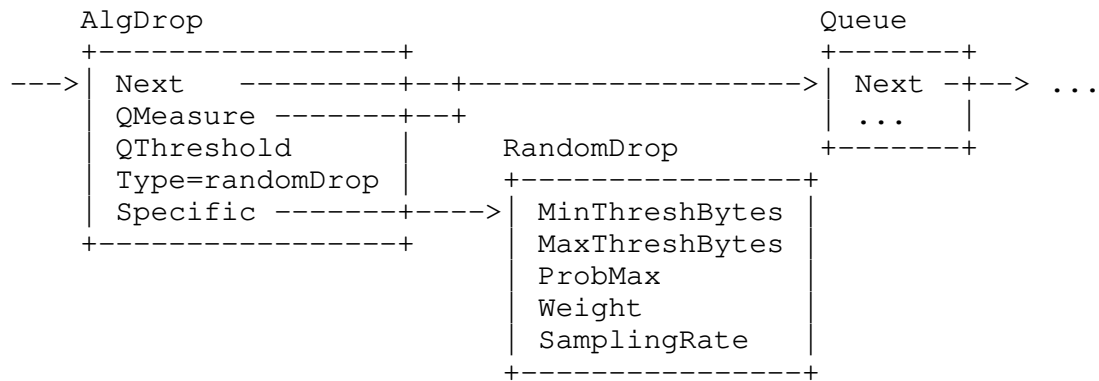 AlgDrop                                         Queue
     +-----------------+                             +-------+
 --->| Next   ---------+--+----------------------->| Next -+--> ...
     | QMeasure -------+--+                          | ...   |
     | QThreshold      |      RandomDrop             +-------+
     | Type=randomDrop |      +----------------+
     | Specific -------+----->| MinThreshBytes |
     +-----------------+      | MaxThreshBytes |
                              | ProbMax        |
                              | Weight         |
                              | SamplingRate   |
                              +----------------+